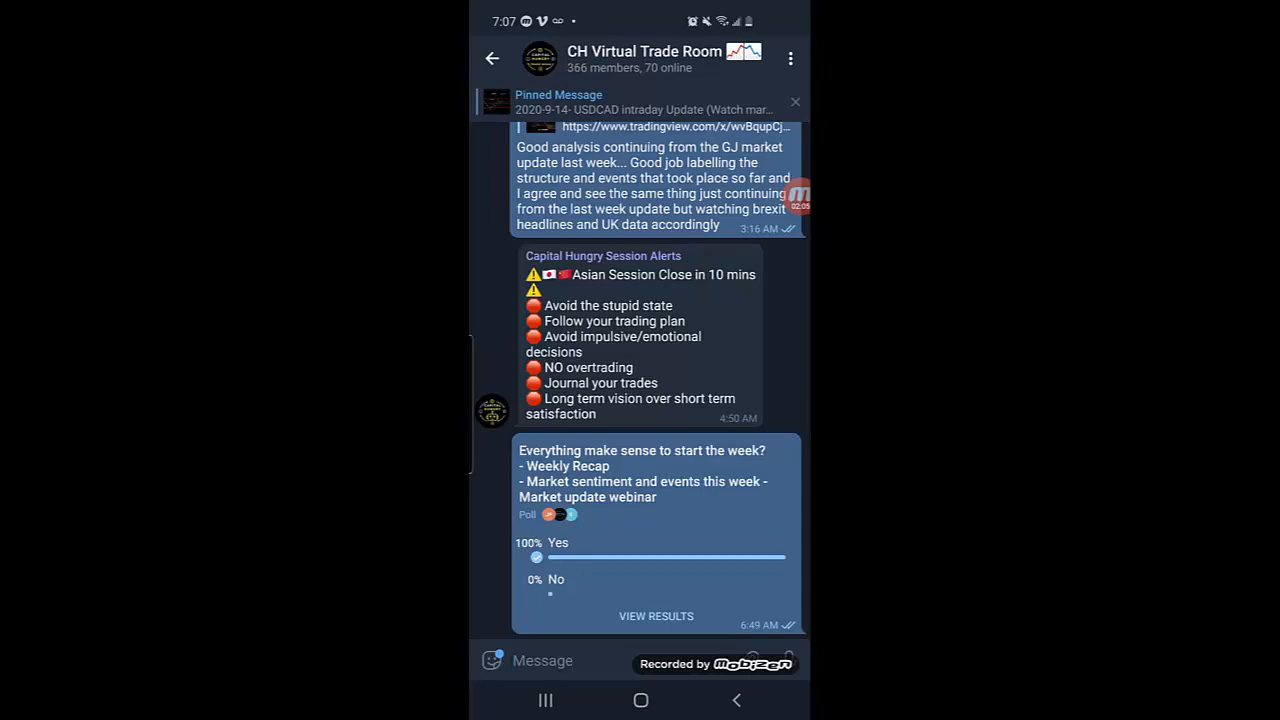 7:07
CH Virtual Trade Room
366 members, 70 online
Pinned Message
2020-9-14- USDCAD intraday Update (Watch mar...
https://www.tradingview.com/x/wvBqupCj...
Good analysis continuing from the GJ market
update last week... Good job labelling the
structure and events that took place so far and
I agree and see the same thing just continuing
from the last week update but watching brexit
headlines and UK data accordingly
3:16 AM
02:05
Capital Hungry Session Alerts
⚠️🇯🇵🇨🇳Asian Session Close in 10 mins
⚠️
🛑 Avoid the stupid state
🛑 Follow your trading plan
🛑 Avoid impulsive/emotional
decisions
🛑 NO overtrading
🛑 Journal your trades
🛑 Long term vision over short term
satisfaction
4:50 AM
Everything make sense to start the week?
- Weekly Recap
- Market sentiment and events this week -
Market update webinar
Poll
100% Yes
0% No
VIEW RESULTS
6:49 AM
Message
Recorded by mobizen